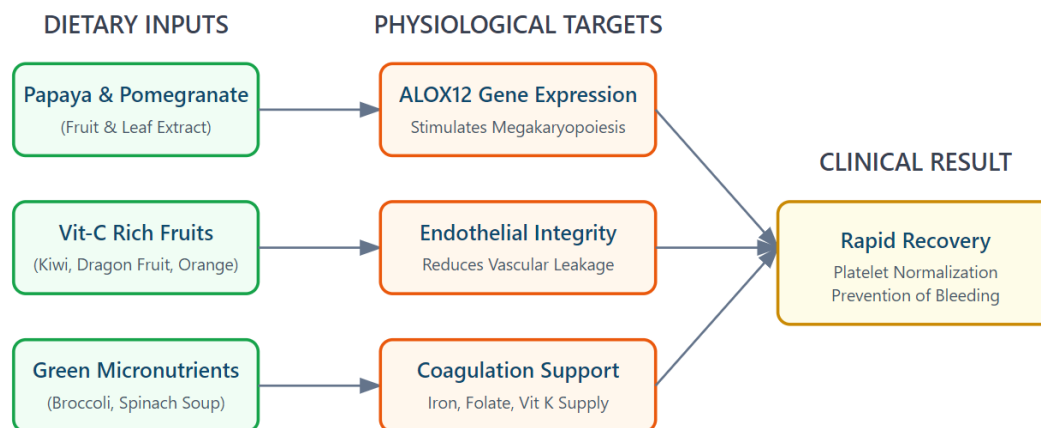 DIETARY INPUTS
PHYSIOLOGICAL TARGETS
Papaya & Pomegranate
(Fruit & Leaf Extract)
ALOX12 Gene Expression
Stimulates Megakaryopoiesis
CLINICAL RESULT
Vit-C Rich Fruits
(Kiwi, Dragon Fruit, Orange)
Endothelial Integrity
Reduces Vascular Leakage
Rapid Recovery
Platelet Normalization
Prevention of Bleeding
Green Micronutrients
(Broccoli, Spinach Soup)
Coagulation Support
Iron, Folate, Vit K Supply